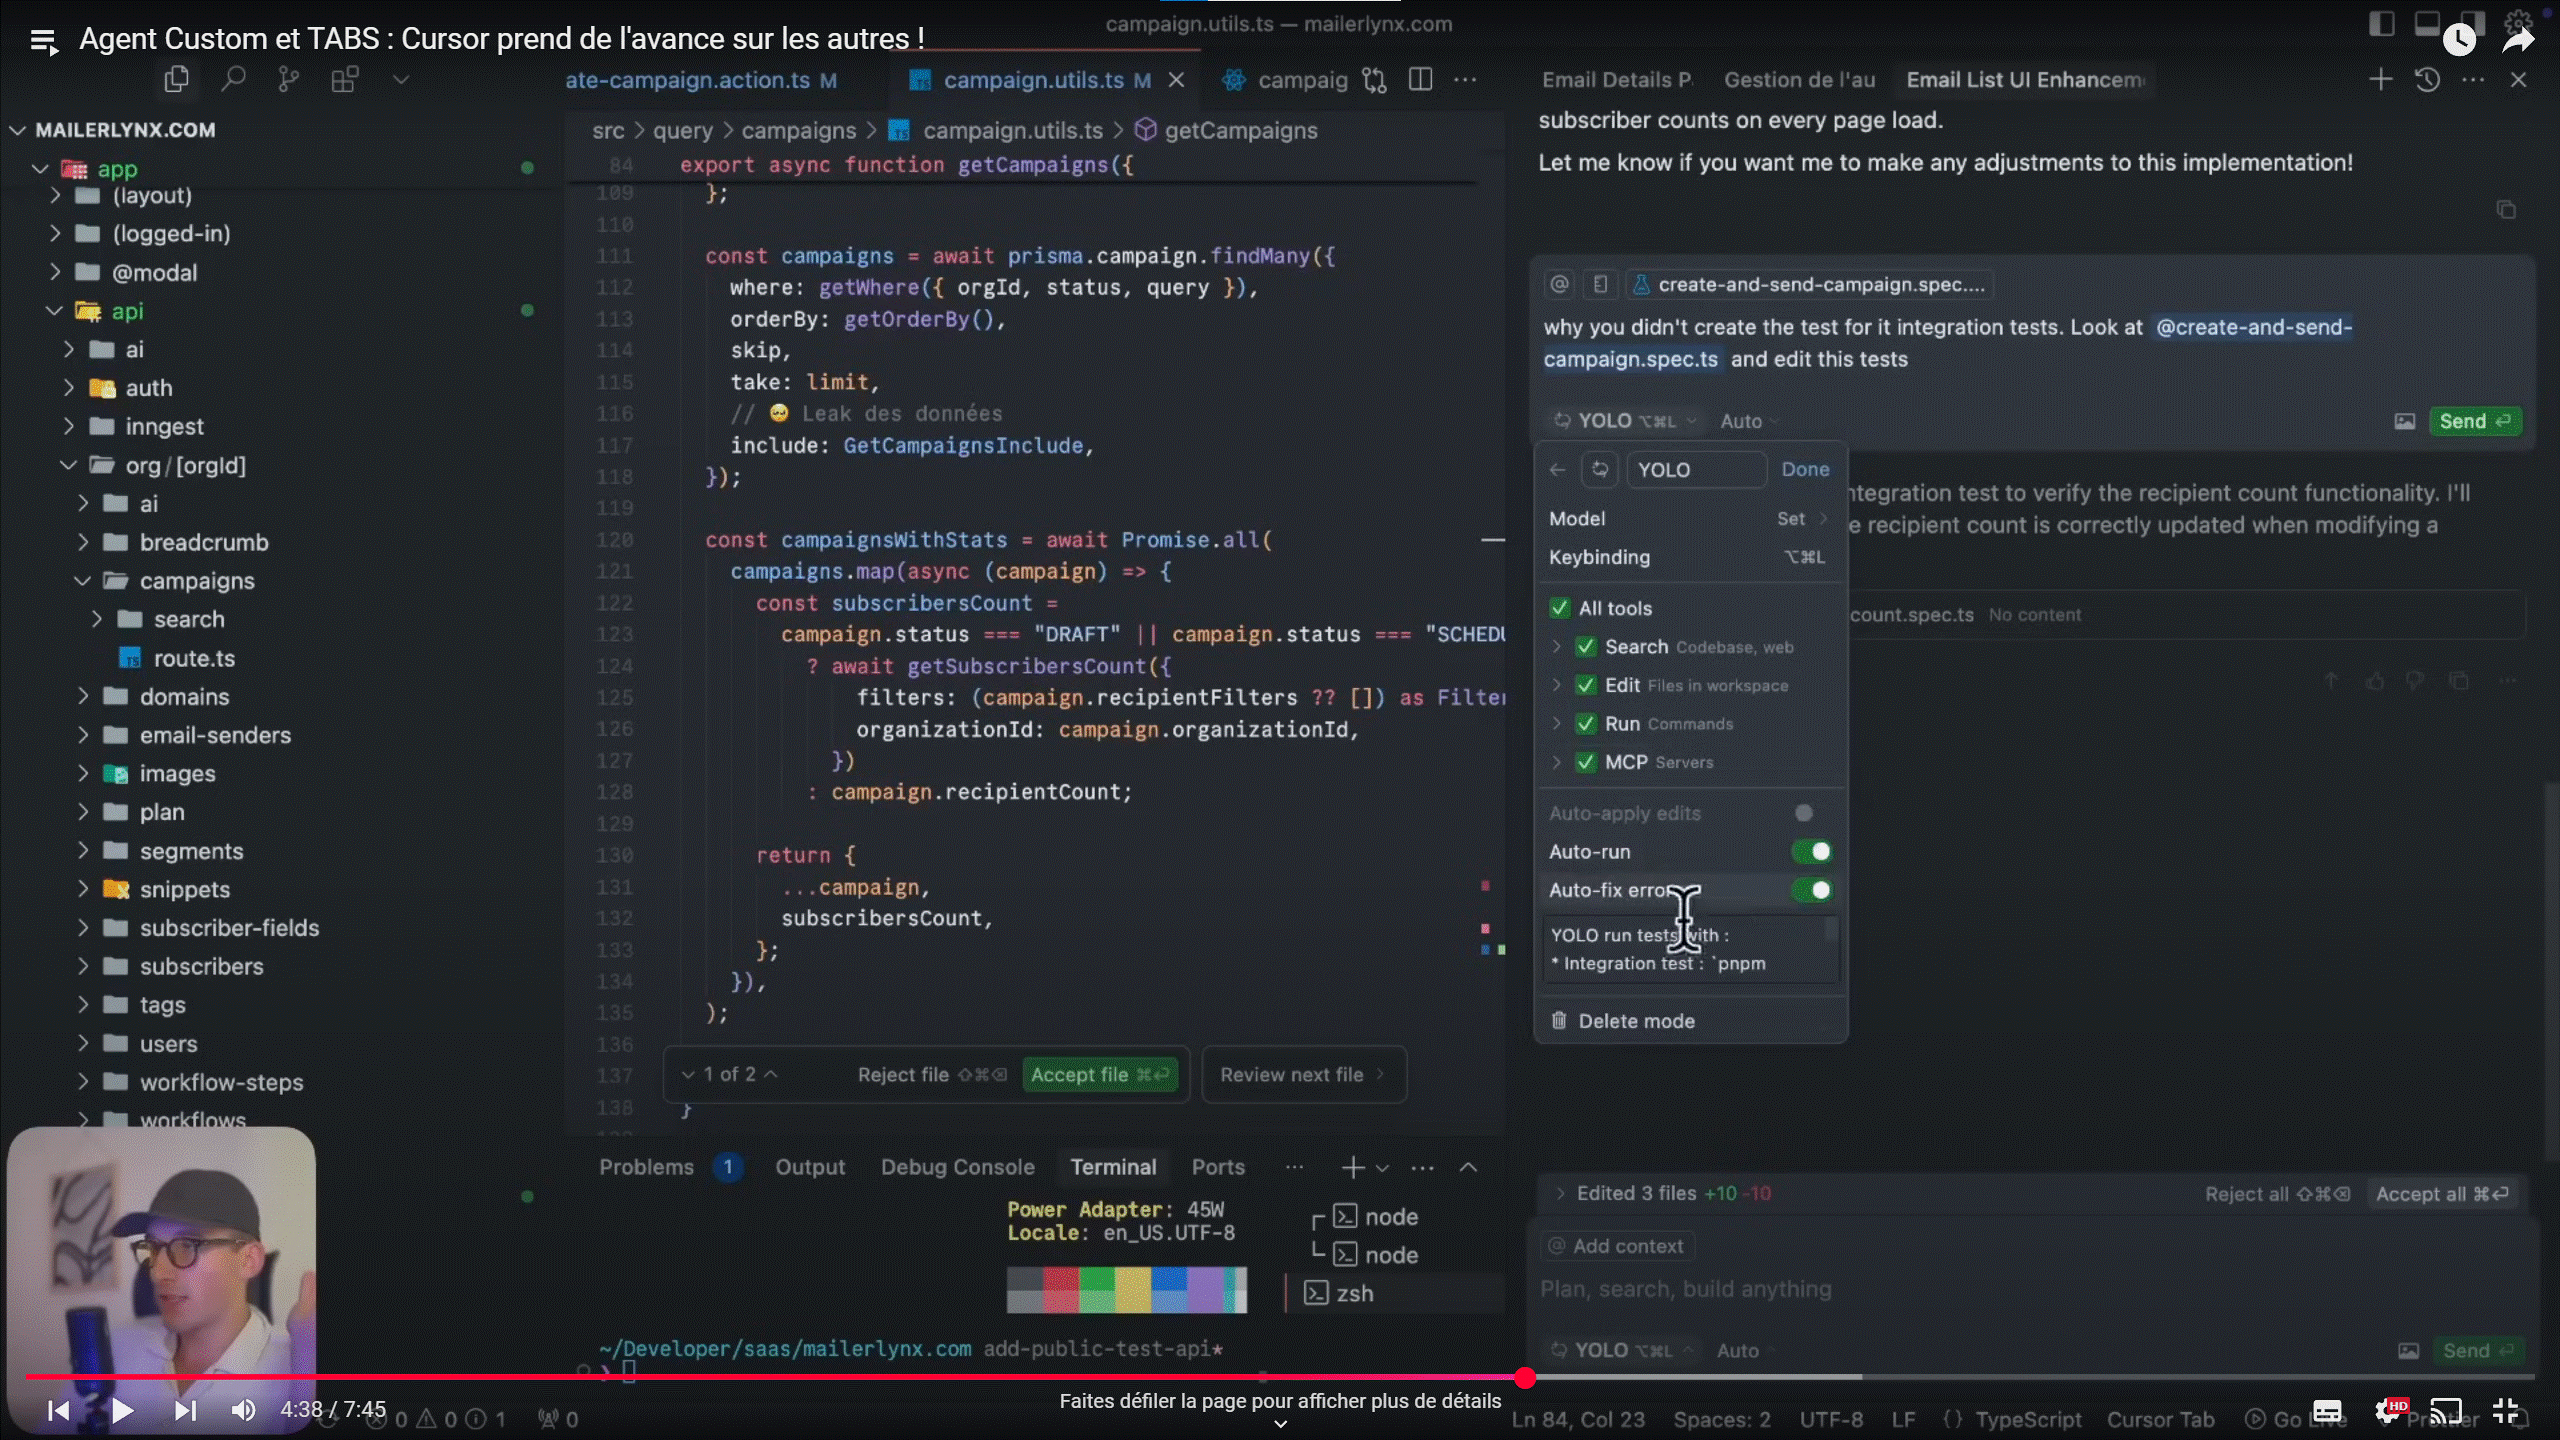 Agent Custom et TABS : Cursor prend de l'avance sur les autres !
campaign.utils.ts — mailerlynx.com
MAILERLYNX.COM
app
(layout)
(logged-in)
@modal
api
ai
auth
inngest
org/[orgId]
ai
breadcrumb
campaigns
search
route.ts
domains
email-senders
images
plan
segments
snippets
subscriber-fields
subscribers
tags
users
workflow-steps
workflows
ate-campaign.action.ts M
campaign.utils.ts M
campaig
src > query > campaigns > campaign.utils.ts > getCampaigns
84 export async function getCampaigns({
109 };
110
111 const campaigns = await prisma.campaign.findMany({
112 where: getWhere({ orgId, status, query }),
113 orderBy: getOrderBy(),
114 skip,
115 take: limit,
116 // 🥺 Leak des données
117 include: GetCampaignsInclude,
118 });
119
120 const campaignsWithStats = await Promise.all(
121 campaigns.map(async (campaign) => {
122 const subscribersCount =
123 campaign.status === "DRAFT" || campaign.status === "SCHEDU
124 ? await getSubscribersCount({
125 filters: (campaign.recipientFilters ?? []) as Filter
126 organizationId: campaign.organizationId,
127 })
128 : campaign.recipientCount;
129
130 return {
131 ...campaign,
132 subscribersCount,
133 };
134 }),
135 );
136
137
138 }
1 of 2
Reject file ⇧⌘⌫
Accept file ⌘⏎
Review next file >
Problems 1 Output Debug Console Terminal Ports
Power Adapter: 45W
Locale: en_US.UTF-8
node
node
zsh
~/Developer/saas/mailerlynx.com add-public-test-api*
Email Details P
Gestion de l'au
Email List UI Enhancem
subscriber counts on every page load.
Let me know if you want me to make any adjustments to this implementation!
@ create-and-send-campaign.spec....
why you didn't create the test for it integration tests. Look at @create-and-send-
campaign.spec.ts and edit this tests
YOLO ⌥⌘L Auto
Send ⏎
YOLO Done
Model Set >
Keybinding ⌥⌘L
All tools
Search Codebase, web
Edit Files in workspace
Run Commands
MCP Servers
Auto-apply edits
Auto-run
Auto-fix error
YOLO run tests with :
* Integration test : `pnpm
Delete mode
ntegration test to verify the recipient count functionality. I'll
e recipient count is correctly updated when modifying a
count.spec.ts No content
Edited 3 files +10 -10
Reject all ⇧⌘⌫
Accept all ⌘⏎
@ Add context
Plan, search, build anything
YOLO ⌥⌘L Auto
Send ⏎
4:38 / 7:45
0 0 1 0
Faites défiler la page pour afficher plus de détails
Ln 84, Col 23 Spaces: 2 UTF-8 LF {} TypeScript Cursor Tab Go Live Prettier
HD